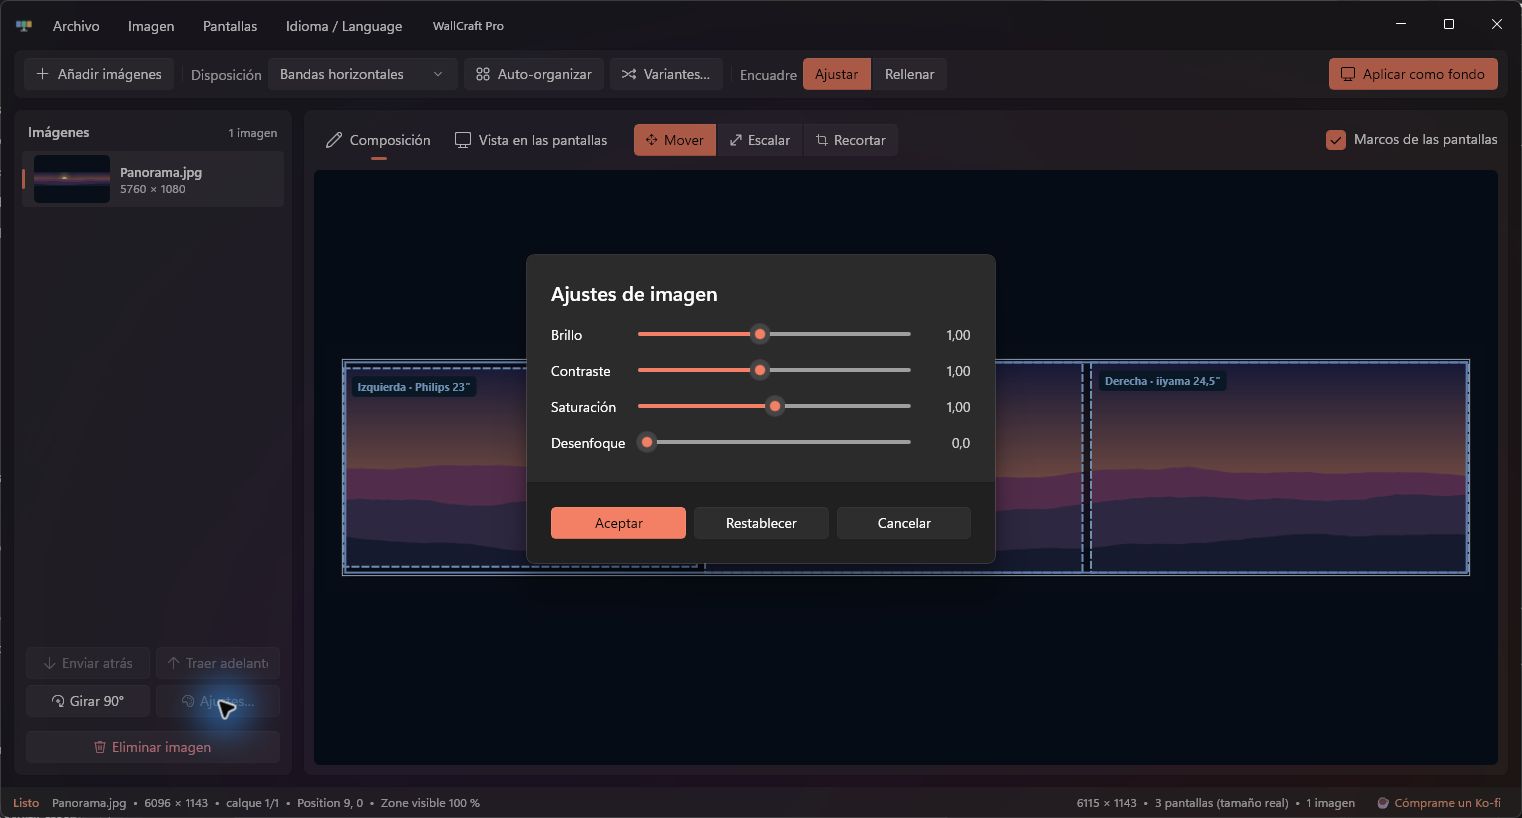 Archivo Imagen Pantallas Idioma / Language WallCraft Pro
Añadir imágenes Disposición Bandas horizontales Auto-organizar Variantes... Encuadre Ajustar Rellenar Aplicar como fondo
Imágenes 1 imagen
Panorama.jpg
5760 × 1080
Composición Vista en las pantallas Mover Escalar Recortar Marcos de las pantallas
Izquierda · Philips 23"
Derecha · iiyama 24,5"
Ajustes de imagen
Brillo 1,00
Contraste 1,00
Saturación 1,00
Desenfoque 0,0
Aceptar Restablecer Cancelar
Enviar atrás Traer adelant
Girar 90° Ajustes...
Eliminar imagen
Listo Panorama.jpg • 6096 × 1143 • calque 1/1 • Position 9, 0 • Zone visible 100 % 6115 × 1143 • 3 pantallas (tamaño real) • 1 imagen Cómprame un Ko-fi